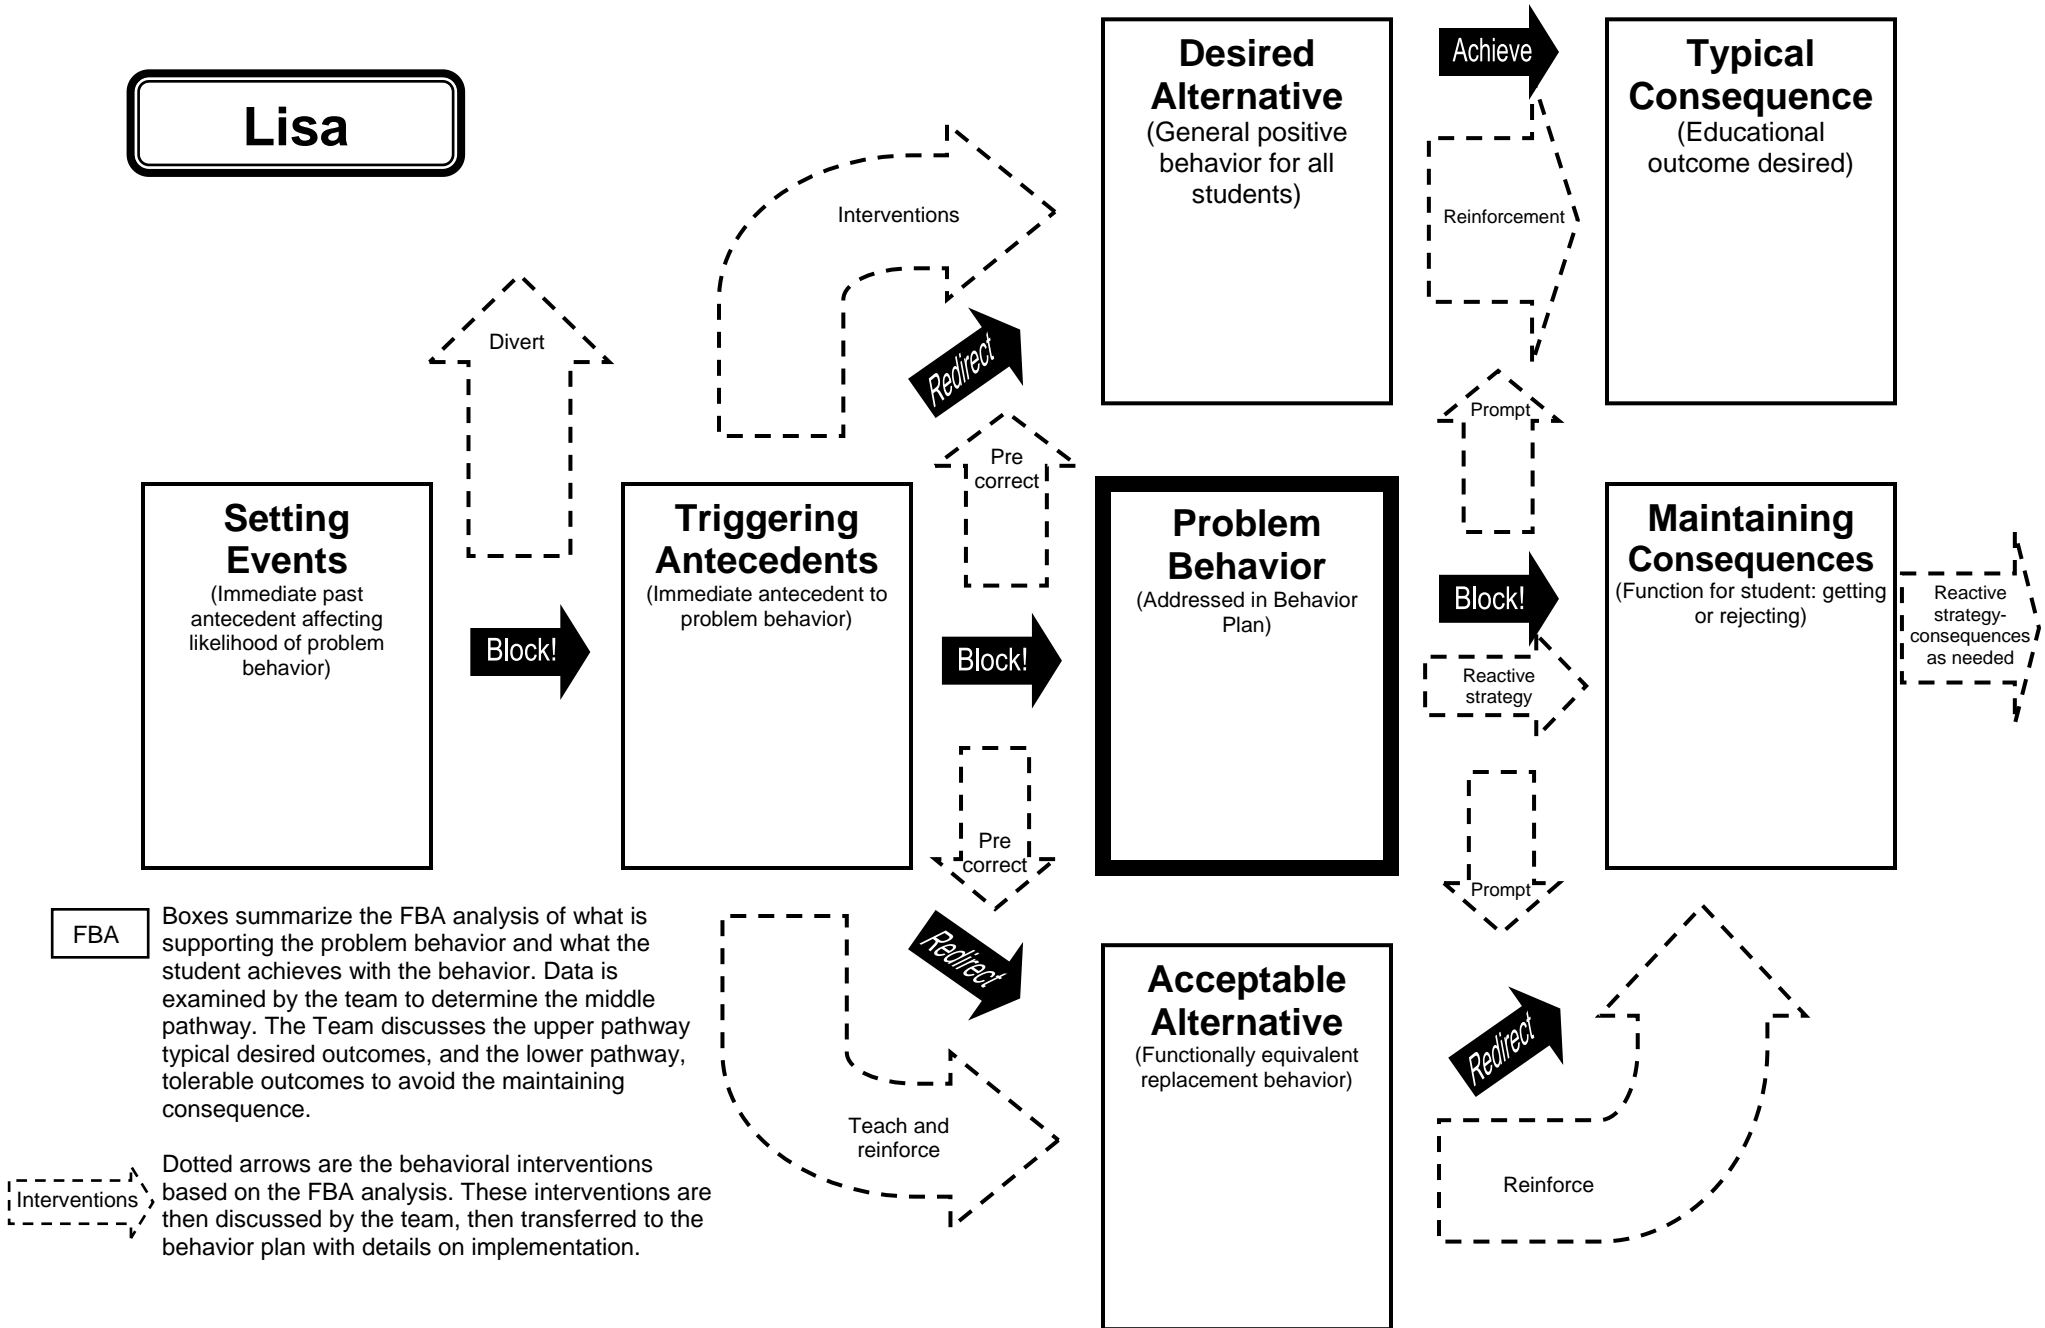 Lisa
Desired
Alternative
(General positive
behavior for all
students)
Achieve
Typical
Consequence
(Educational
outcome desired)
Interventions
Reinforcement
Divert
Redirect
Prompt
Pre
correct
Setting
Events
(Immediate past
antecedent affecting
likelihood of problem
behavior)
Block!
Triggering
Antecedents
(Immediate antecedent to
problem behavior)
Block!
Problem
Behavior
(Addressed in Behavior
Plan)
Block!
Reactive
strategy
Maintaining
Consequences
(Function for student: getting
or rejecting)
Reactive
strategy-
consequences
as needed
Pre
correct
Prompt
Redirect
FBA
Boxes summarize the FBA analysis of what is
supporting the problem behavior and what the
student achieves with the behavior. Data is
examined by the team to determine the middle
pathway. The Team discusses the upper pathway
typical desired outcomes, and the lower pathway,
tolerable outcomes to avoid the maintaining
consequence.
Acceptable
Alternative
(Functionally equivalent
replacement behavior)
Redirect
Teach and
reinforce
Reinforce
Interventions
Dotted arrows are the behavioral interventions
based on the FBA analysis. These interventions are
then discussed by the team, then transferred to the
behavior plan with details on implementation.